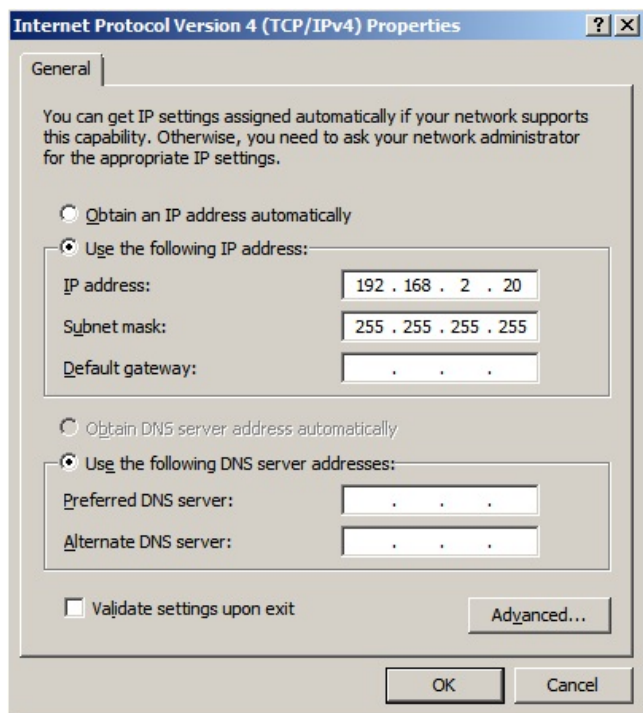 Internet Protocol Version 4 (TCP/IPv4) Properties
General
You can get IP settings assigned automatically if your network supports
this capability. Otherwise, you need to ask your network administrator
for the appropriate IP settings.
Obtain an IP address automatically
Use the following IP address:
IP address: 192 . 168 . 2 . 20
Subnet mask: 255 . 255 . 255 . 255
Default gateway: . . .
Obtain DNS server address automatically
Use the following DNS server addresses:
Preferred DNS server: . . .
Alternate DNS server: . . .
Validate settings upon exit
Advanced...
OK Cancel